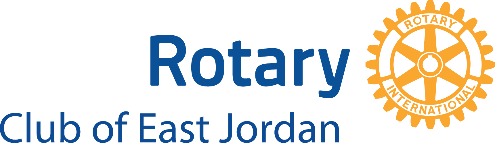 Rotary
Club of East Jordan
ROTARY
INTERNATIONAL